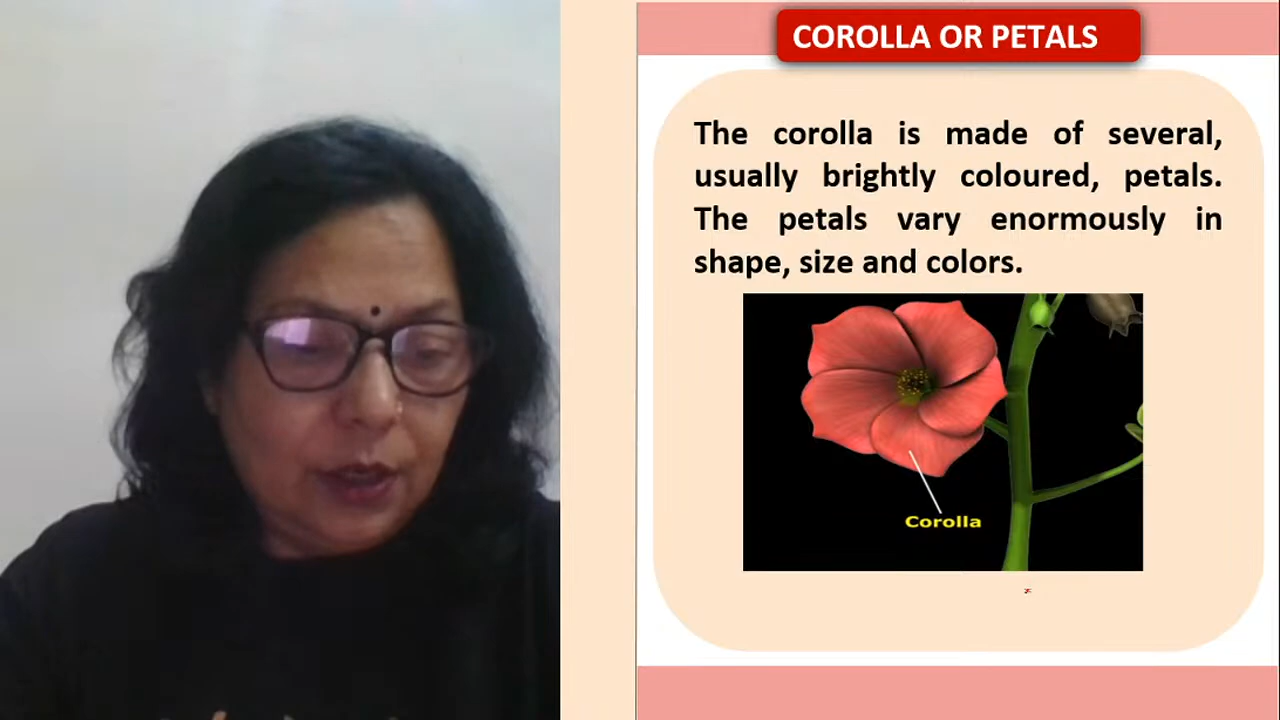 COROLLA OR PETALS
The corolla is made of several,
usually brightly coloured, petals.
The petals vary enormously in
shape, size and colors.
Corolla